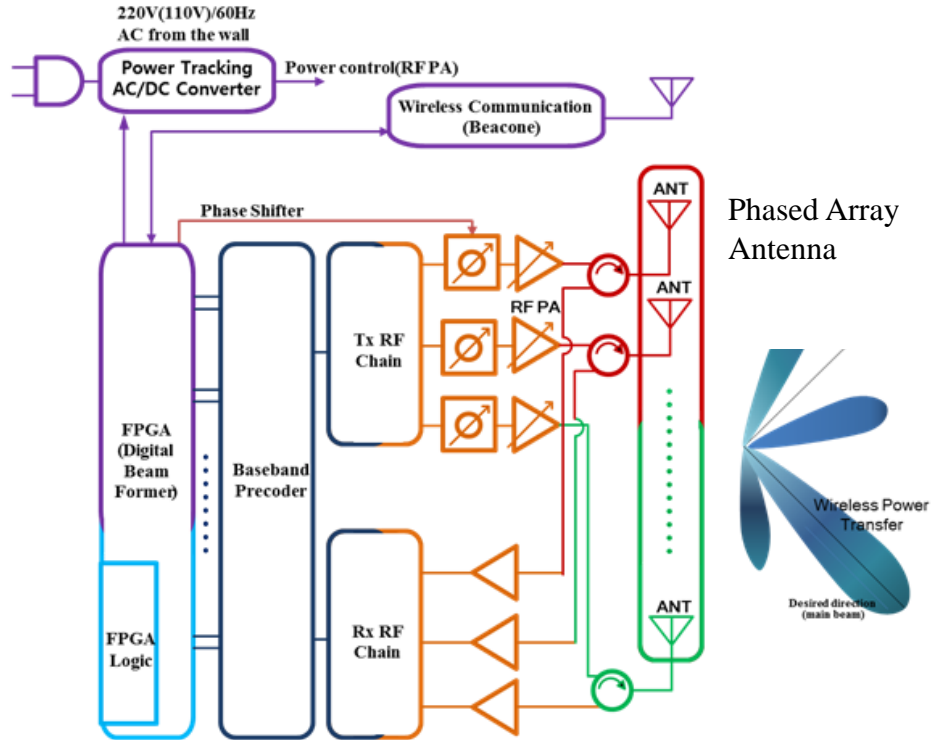 220V(110V)/60Hz
AC from the wall
Power Tracking
AC/DC Converter
Power control(RF PA)
Wireless Communication
(Beacone)
Phase Shifter
ANT
Phased Array
Antenna
ANT
RF PA
Tx RF
Chain
FPGA
(Digital
Beam
Former)
Baseband
Precoder
Wireless Power
Transfer
Desired direction
(main beam)
ANT
FPGA
Logic
Rx RF
Chain